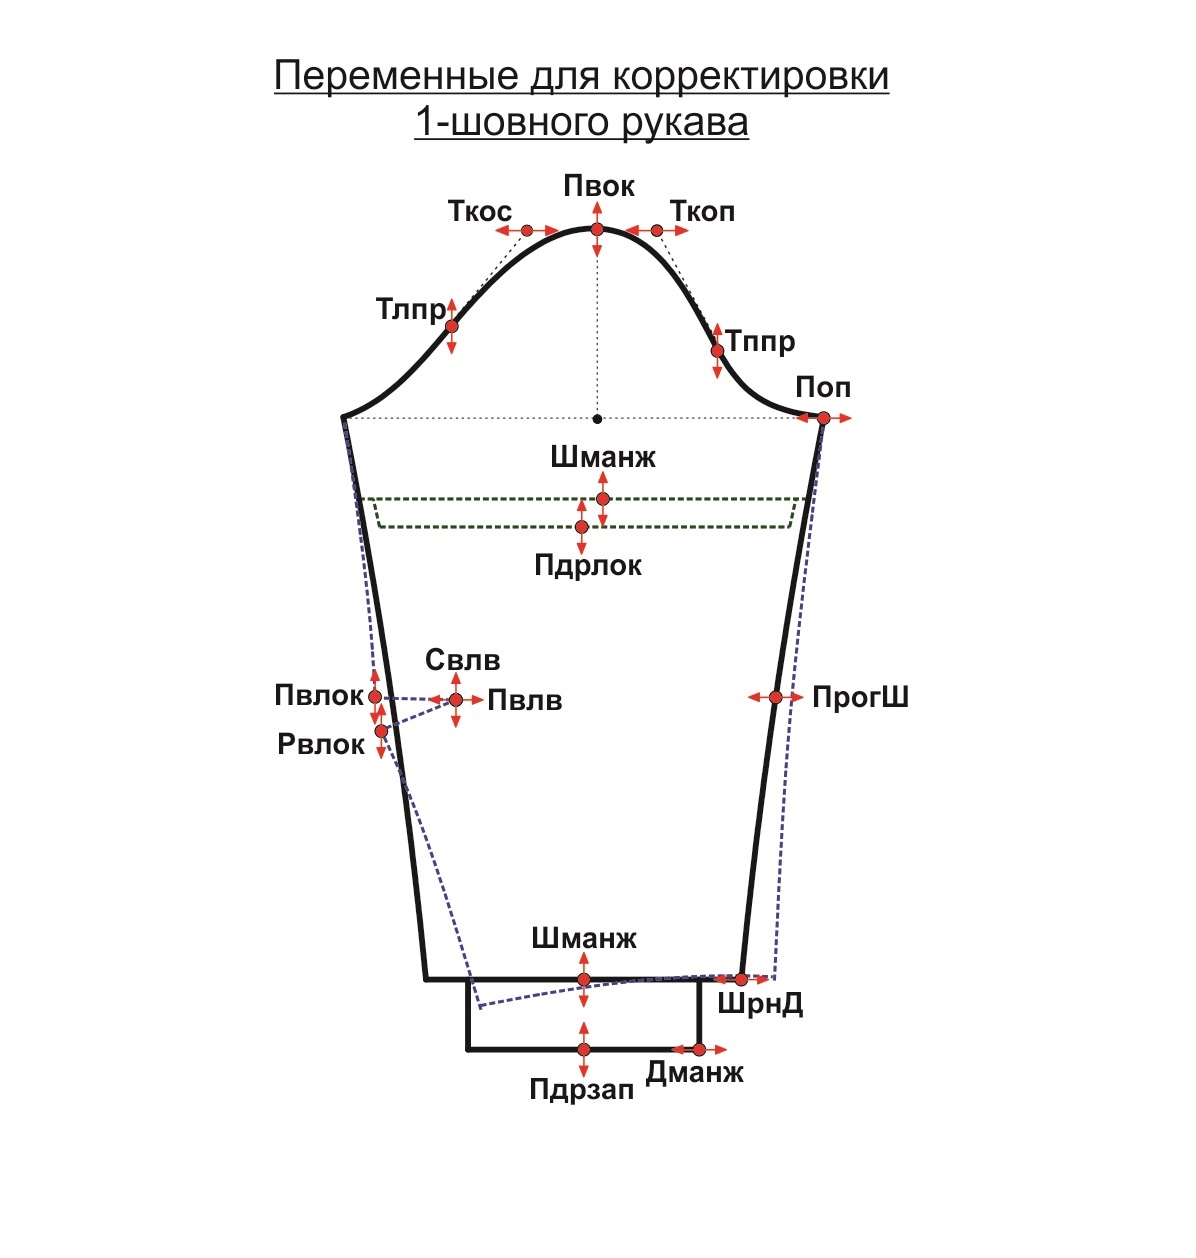 Переменные для корректировки
1-шовного рукава
Пвок
Ткос
Ткоп
Тлпр
Тппр
Поп
Шманж
Пдрлок
Свлв
Пвлок
Пвлв
ПрогШ
Рвлок
Шманж
ШрнД
Дманж
Пдрзап